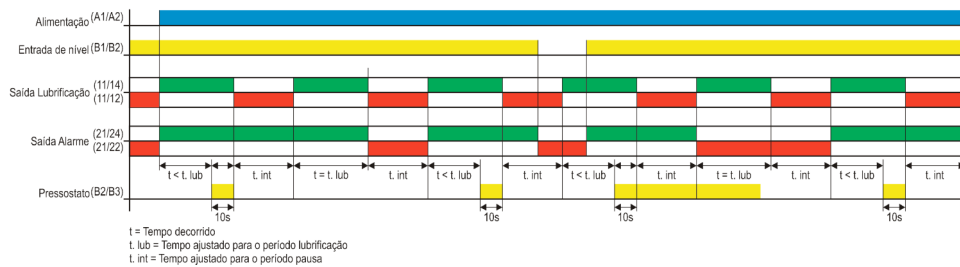 Alimentação (A1/A2)
Entrada de nível (B1/B2)
Saída Lubrificação (11/14)
(11/12)
Saída Alarme (21/24)
(21/22)
t < t. lub t. int t = t. lub t. int t < t. lub t. int t < t. lub t. int t = t. lub t. int t < t. lub t. int
Pressostato (B2/B3)
10s 10s 10s 10s
t = Tempo decorrido
t. lub = Tempo ajustado para o período lubrificação
t. int = Tempo ajustado para o periodo pausa